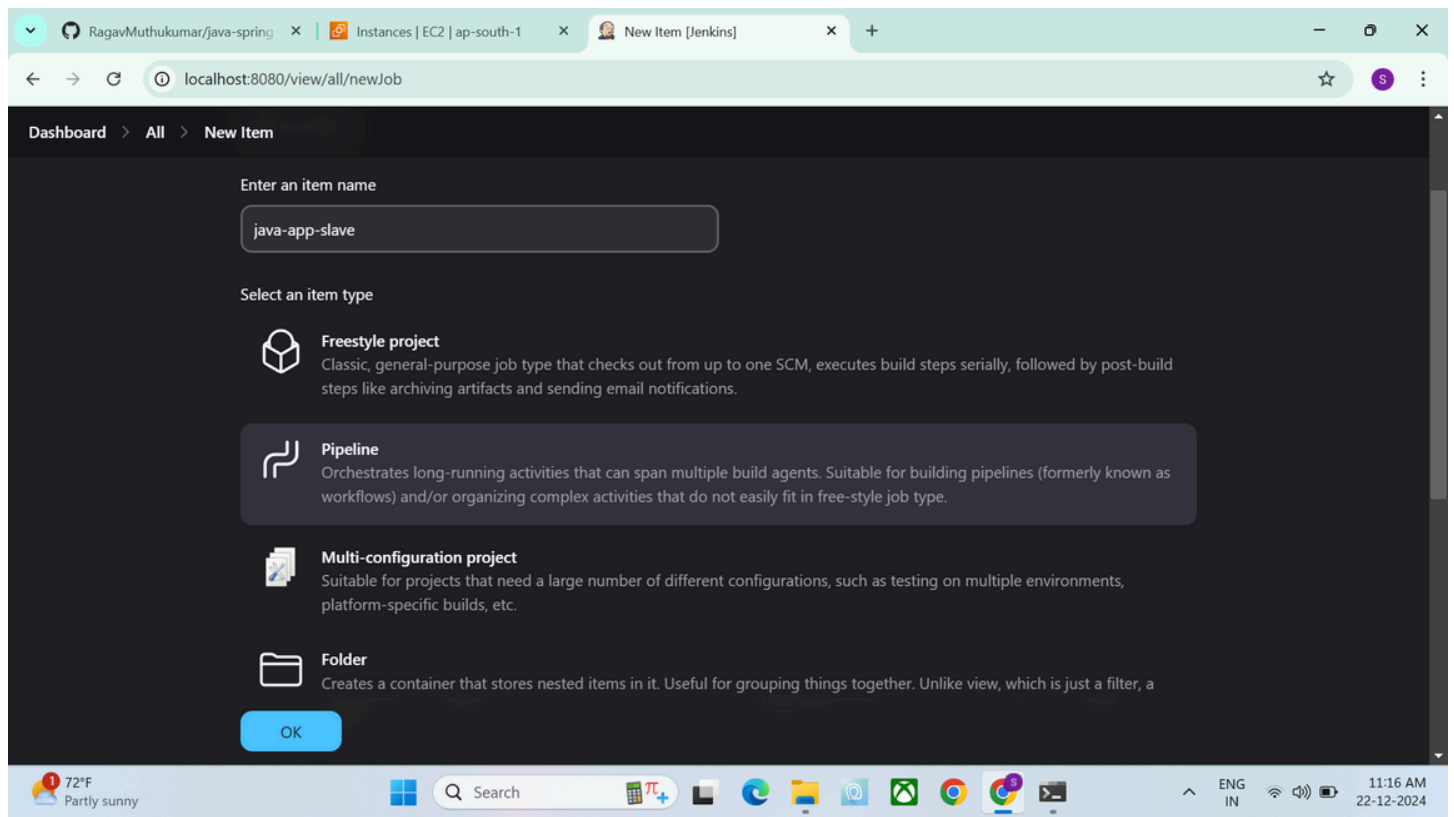 RagavMuthukumar/java-spring
Instances | EC2 | ap-south-1
New Item [Jenkins]
localhost:8080/view/all/newJob
S
Dashboard > All > New Item
Enter an item name
java-app-slave
Select an item type
Freestyle project
Classic, general-purpose job type that checks out from up to one SCM, executes build steps serially, followed by post-build
steps like archiving artifacts and sending email notifications.
Pipeline
Orchestrates long-running activities that can span multiple build agents. Suitable for building pipelines (formerly known as
workflows) and/or organizing complex activities that do not easily fit in free-style job type.
Multi-configuration project
Suitable for projects that need a large number of different configurations, such as testing on multiple environments,
platform-specific builds, etc.
Folder
Creates a container that stores nested items in it. Useful for grouping things together. Unlike view, which is just a filter, a
OK
1
72°F
Partly sunny
Search
S
ENG
IN
11:16 AM
22-12-2024